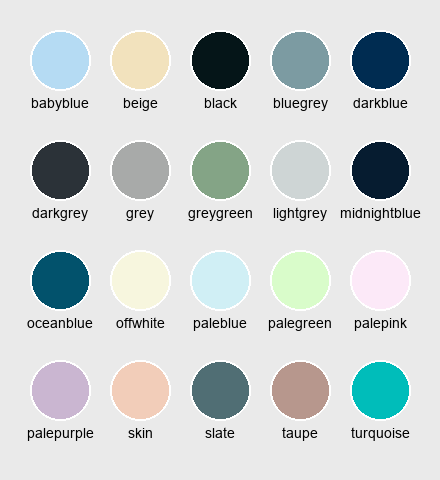 babyblue beige black bluegrey darkblue
darkgrey grey greygreen lightgrey midnightblue
oceanblue offwhite paleblue palegreen palepink
palepurple skin slate taupe turquoise